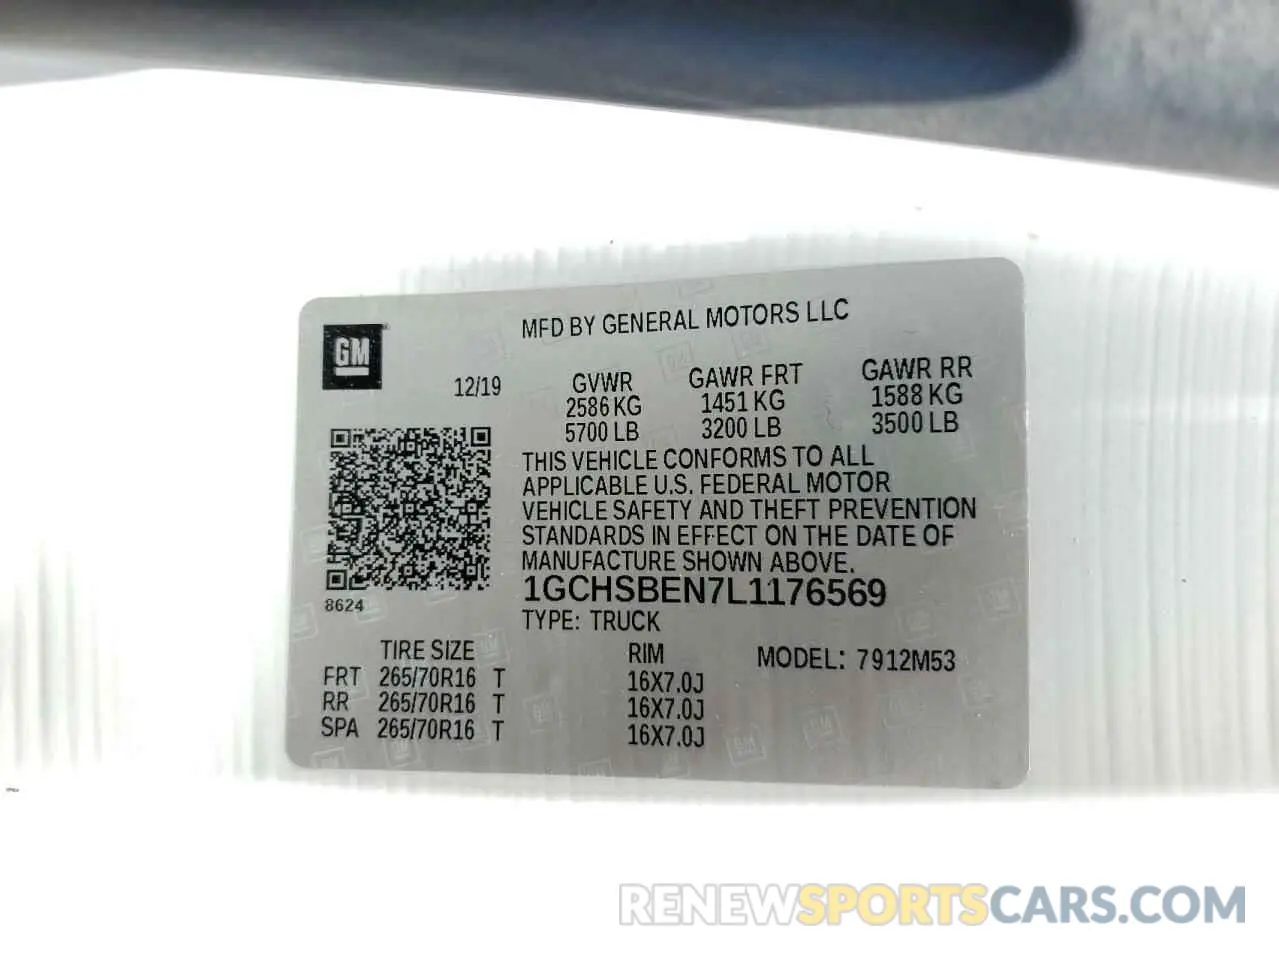 MFD BY GENERAL MOTORS LLC
GM
12/19
GVWR GAWR FRT GAWR RR
2586 KG 1451 KG 1588 KG
5700 LB 3200 LB 3500 LB
THIS VEHICLE CONFORMS TO ALL
APPLICABLE U.S. FEDERAL MOTOR
VEHICLE SAFETY AND THEFT PREVENTION
STANDARDS IN EFFECT ON THE DATE OF
MANUFACTURE SHOWN ABOVE.
1GCHSBEN7L1176569
8624
TYPE: TRUCK
TIRE SIZE RIM MODEL: 7912M53
FRT 265/70R16 T 16X7.0J
RR 265/70R16 T 16X7.0J
SPA 265/70R16 T 16X7.0J
RENEWSPORTSCARS.COM